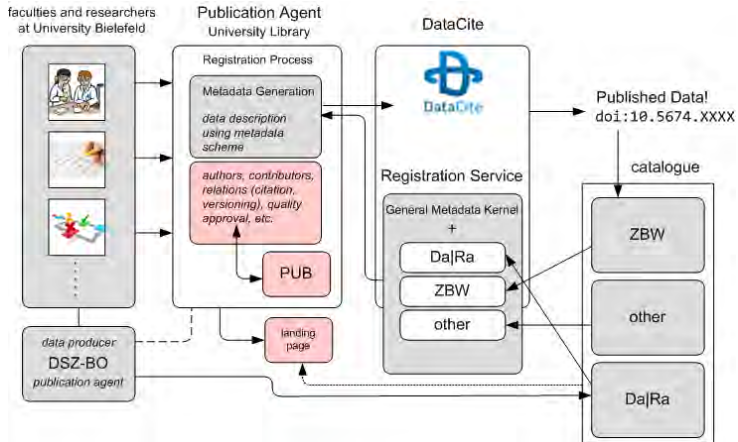 faculties and researchers
at University Bielefeld
Publication Agent
University Library
Registration Process
Metadata Generation
data description
using metadata
scheme
authors, contributors,
relations (citation,
versioning), quality
approval, etc.
PUB
landing
page
data producer
DSZ-BO
publication agent
DataCite
DataCite
Registration Service
General Metadata Kernel
+
Da|Ra
ZBW
other
Published Data!
doi:10.5674.XXXX
catalogue
ZBW
other
Da|Ra